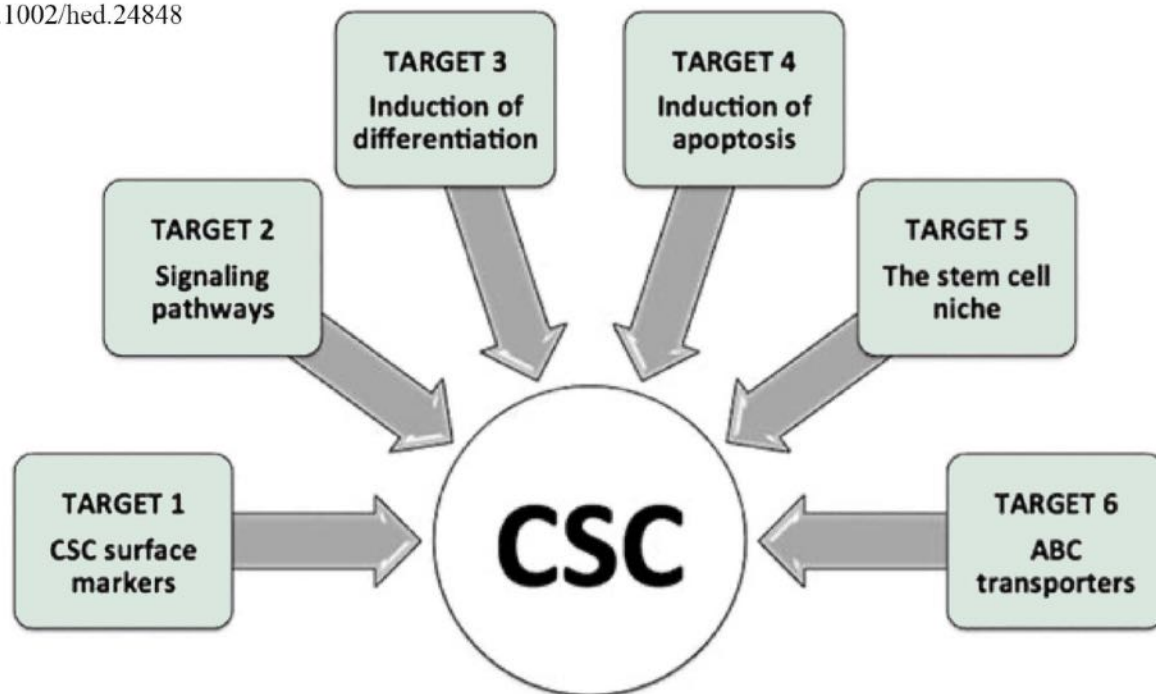 .1002/hed.24848
TARGET 3
Induction of
differentiation
TARGET 4
Induction of
apoptosis
TARGET 2
Signaling
pathways
TARGET 5
The stem cell
niche
TARGET 1
CSC surface
markers
CSC
TARGET 6
ABC
transporters